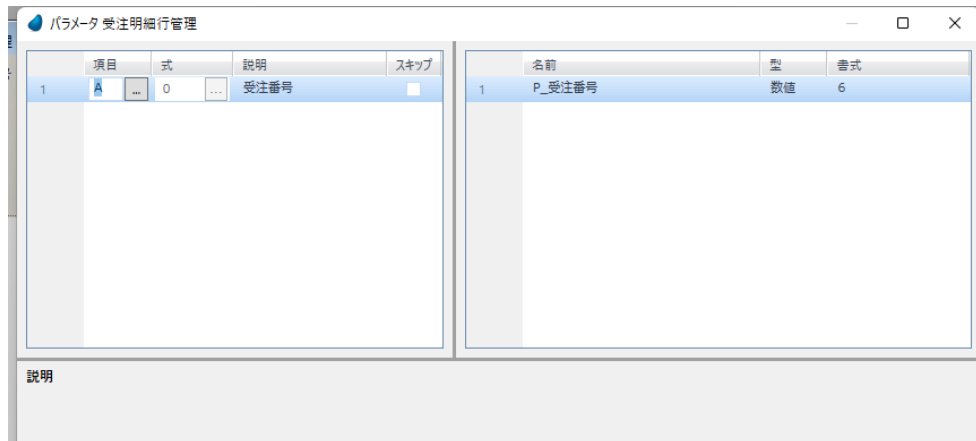 パラメータ 受注明細行管理
項目 式 説明 スキップ
1 A ... 0 ... 受注番号
名前 型 書式
1 P_受注番号 数値 6
説明